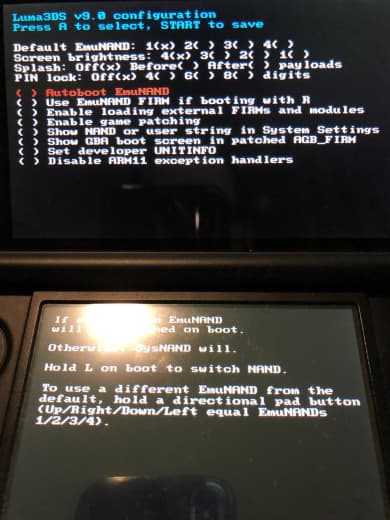 Luma3DS v9.0 configuration
Press A to select, START to save
Default EmuNAND: 1(x) 2( ) 3( ) 4( )
Screen brightness: 4(x) 3( ) 2( ) 1( )
Splash: Off(x) Before( ) After( ) payloads
PIN lock: Off(x) 4( ) 6( ) 8( ) digits
( ) Autoboot EmuNAND
( ) Use EmuNAND FIRM if booting with R
( ) Enable loading external FIRMs and modules
( ) Enable game patching
( ) Show NAND or user string in System Settings
( ) Show GBA boot screen in patched AGB_FIRM
( ) Set developer UNITINFO
( ) Disable ARM11 exception handlers
If EmuNAND
will on boot.
SysNAND will.
Hold L on boot to switch NAND.
To use a different EmuNAND from the
default, hold a directional pad button
(Up/Right/Down/Left equal EmuNANDs
1/2/3/4).